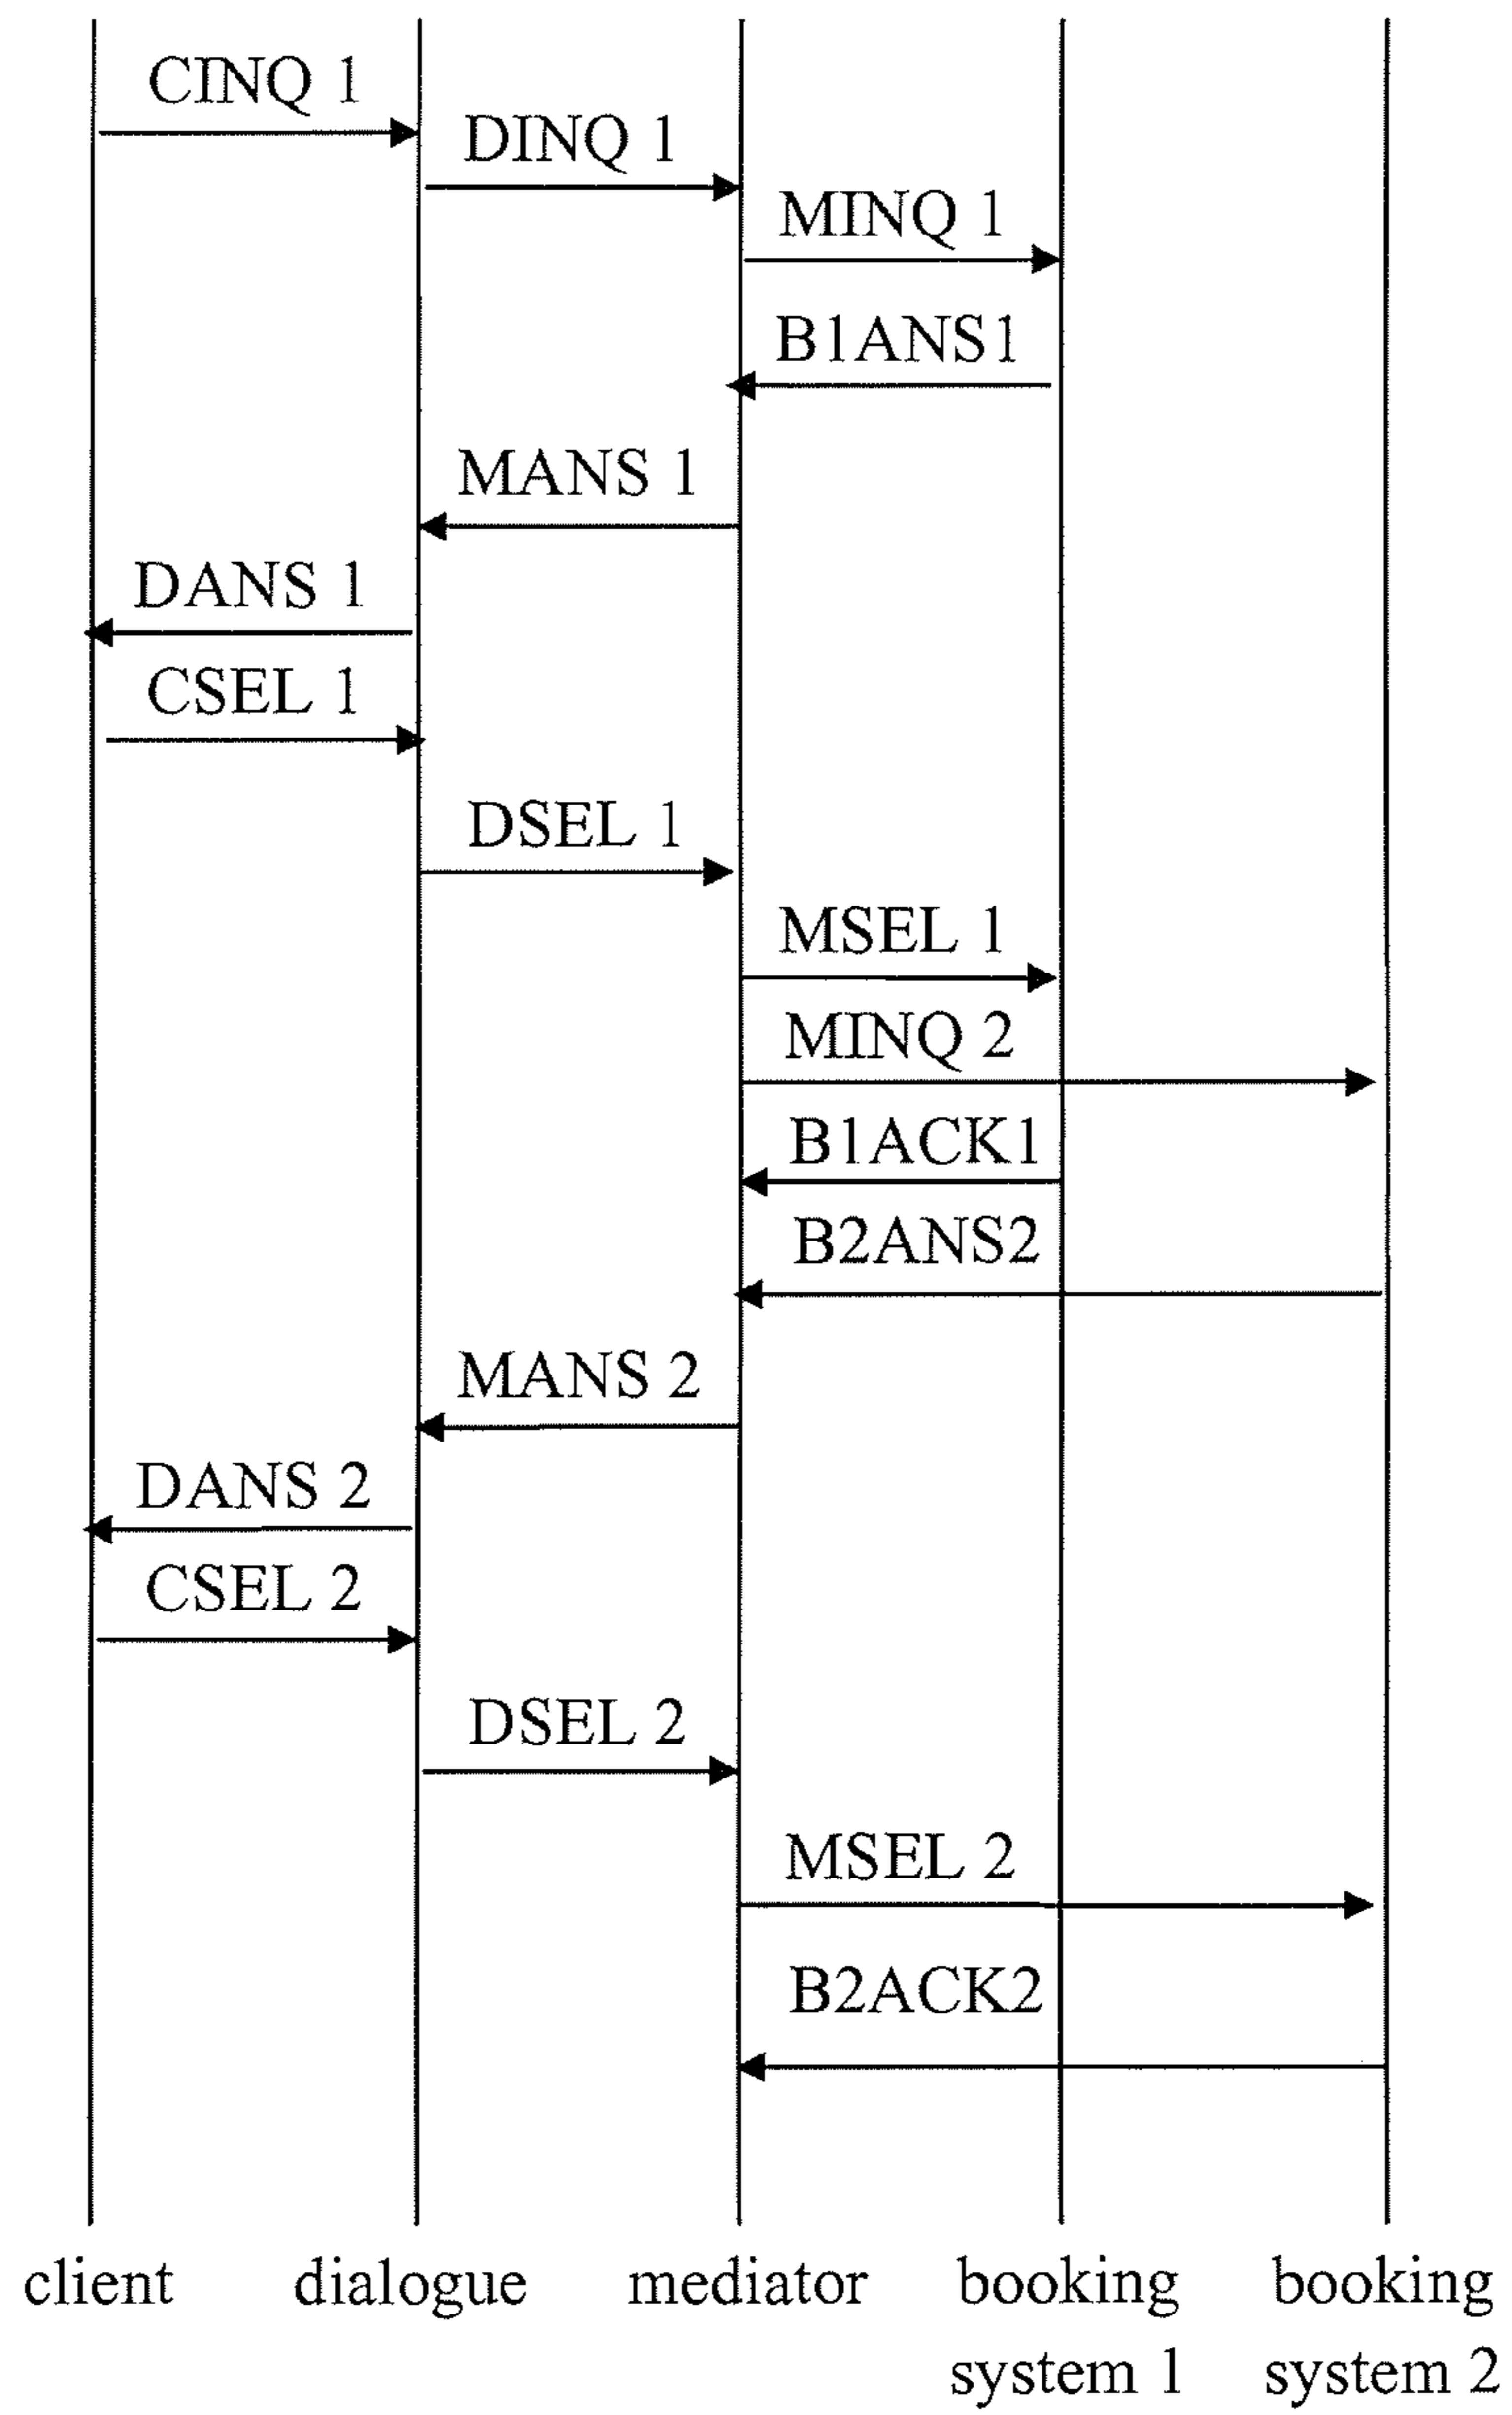 CINQ 1
DINQ 1
MINQ 1
B1ANS1
MANS 1
DANS 1
CSEL 1
DSEL 1
MSEL 1
MINQ 2
B1ACK1
B2ANS2
MANS 2
DANS 2
CSEL 2
DSEL 2
MSEL 2
B2ACK2
client dialogue mediator booking booking
system 1 system 2